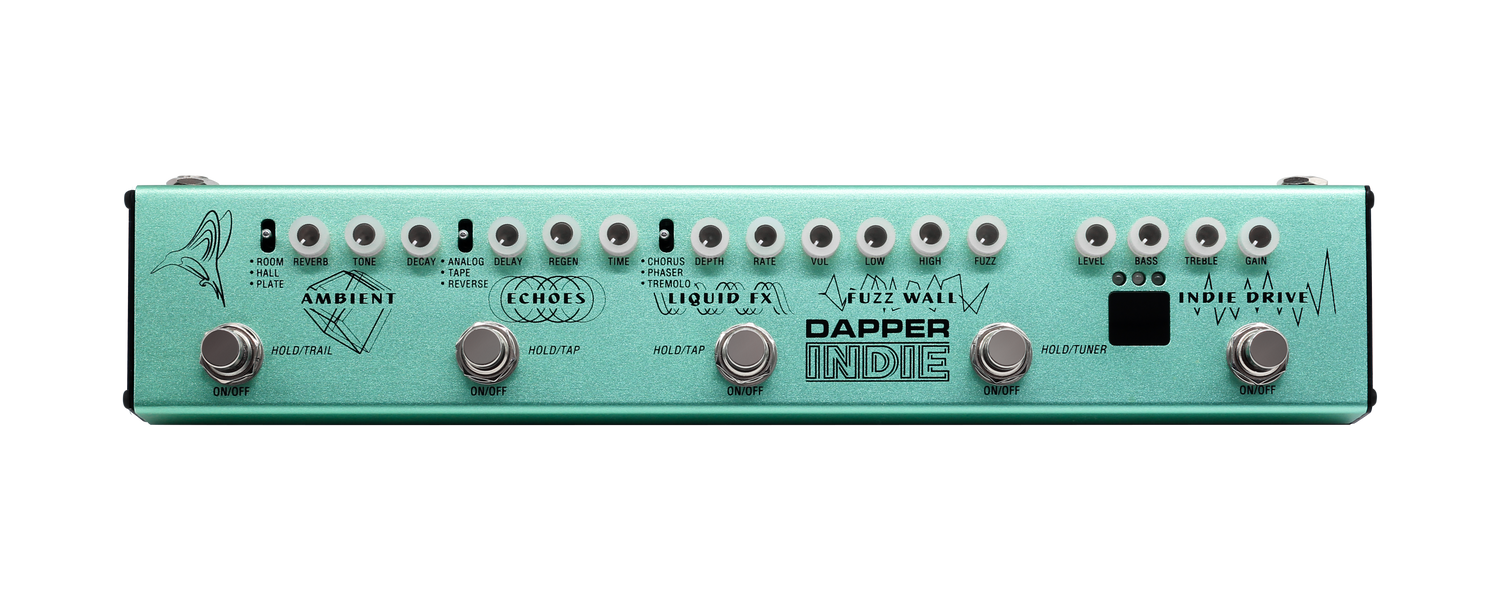 REVERB TONE DECAY DELAY REGEN TIME DEPTH RATE VOL LOW HIGH FUZZ LEVEL BASS TREBLE GAIN
• ROOM
• HALL
• PLATE
• ANALOG
• TAPE
• REVERSE
• CHORUS
• PHASER
• TREMOLO
AMBIENT
ECHOES
LIQUID FX
FUZZ WALL
INDIE DRIVE
DAPPER
INDIE
HOLD/TRAIL
HOLD/TAP
HOLD/TAP
HOLD/TUNER
ON/OFF
ON/OFF
ON/OFF
ON/OFF
ON/OFF